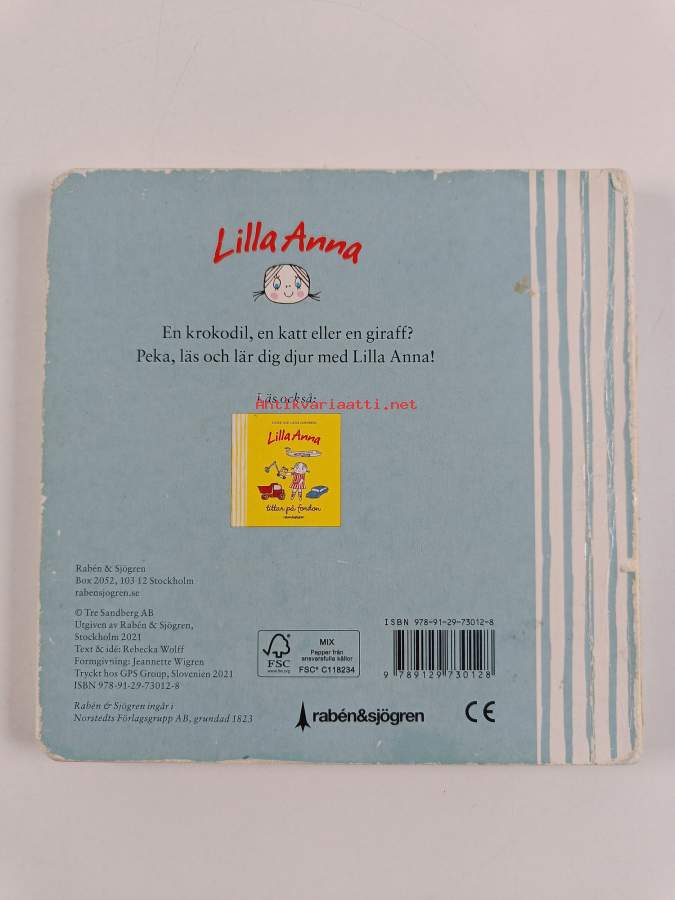 Lilla Anna
En krokodil, en katt eller en giraff?
Peka, läs och lär dig djur med Lilla Anna!
Läs också:
Antikvariaatti.net
Lilla Anna
tittar på fordon
Rabén & Sjögren
Box 2052, 103 12 Stockholm
rabensjogren.se
© Tre Sandberg AB
Utgiven av Rabén & Sjögren,
Stockholm 2021
Text & idé: Rebecka Wolff
Formgivning: Jeannette Wigren
Tryckt hos GPS Group, Slovenien 2021
ISBN 978-91-29-73012-8
Rabén & Sjögren ingår i
Norstedts Förlagsgrupp AB, grundad 1823
FSC
www.fsc.org
MIX
Papper från
ansvarsfulla källor
FSC® C118234
rabén&sjögren
ISBN 978-91-29-73012-8
9 789129 730128
CE